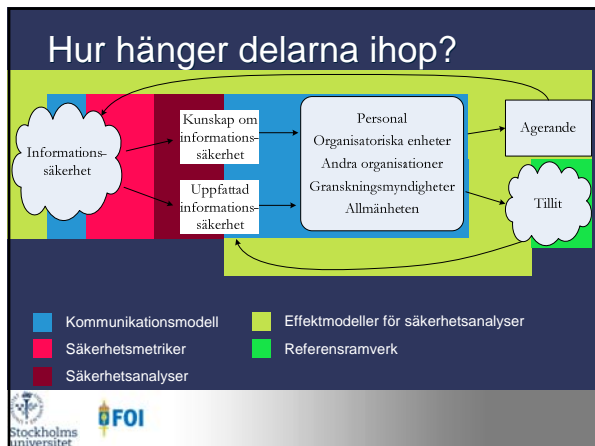 Hur hänger delarna ihop?
Informations–
säkerhet
Kunskap om
informations–
säkerhet
Uppfattad
informations–
säkerhet
Personal
Organisatoriska enheter
Andra organisationer
Granskningsmyndigheter
Allmänheten
Agerande
Tillit
Kommunikationsmodell
Säkerhetsmetriker
Säkerhetsanalyser
Effektmodeller för säkerhetsanalyser
Referensramverk
Stockholms
universitet
FOI